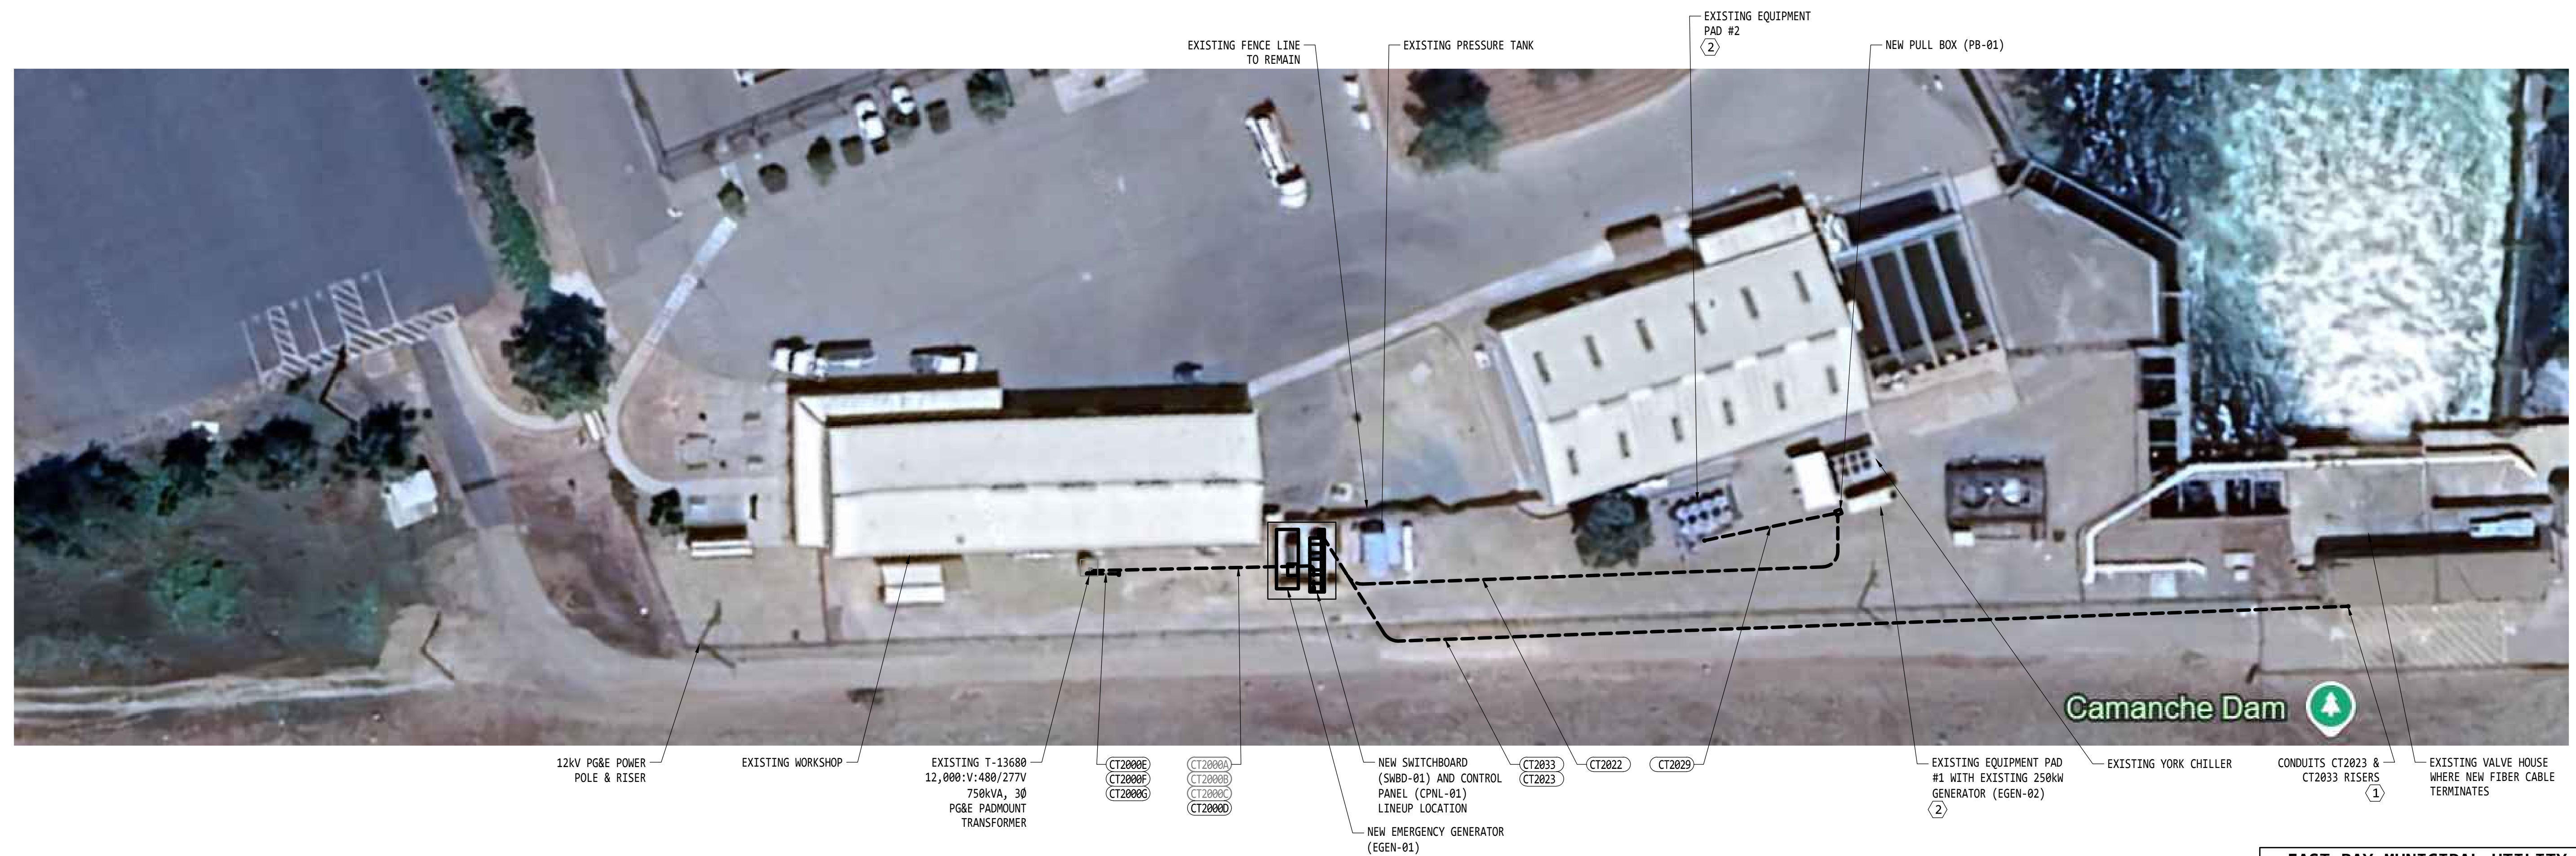 EXISTING EQUIPMENT
PAD #2
2
EXISTING FENCE LINE
TO REMAIN
EXISTING PRESSURE TANK
NEW PULL BOX (PB-01)
Camanche Dam
12kV PG&E POWER
POLE & RISER
EXISTING WORKSHOP
EXISTING T-13680
12,000:V:480/277V
750kVA, 3Ø
PG&E PADMOUNT
TRANSFORMER
CT2000E
CT2000F
CT2000G
CT2000A
CT2000B
CT2000C
CT2000D
NEW SWITCHBOARD
(SWBD-01) AND CONTROL
PANEL (CPNL-01)
LINEUP LOCATION
NEW EMERGENCY GENERATOR
(EGEN-01)
CT2033
CT2023
CT2022
CT2029
EXISTING EQUIPMENT PAD
#1 WITH EXISTING 250kW
GENERATOR (EGEN-02)
2
EXISTING YORK CHILLER
CONDUITS CT2023 &
CT2033 RISERS
1
EXISTING VALVE HOUSE
WHERE NEW FIBER CABLE
TERMINATES
EAST BAY MUNICIPAL UTILITY